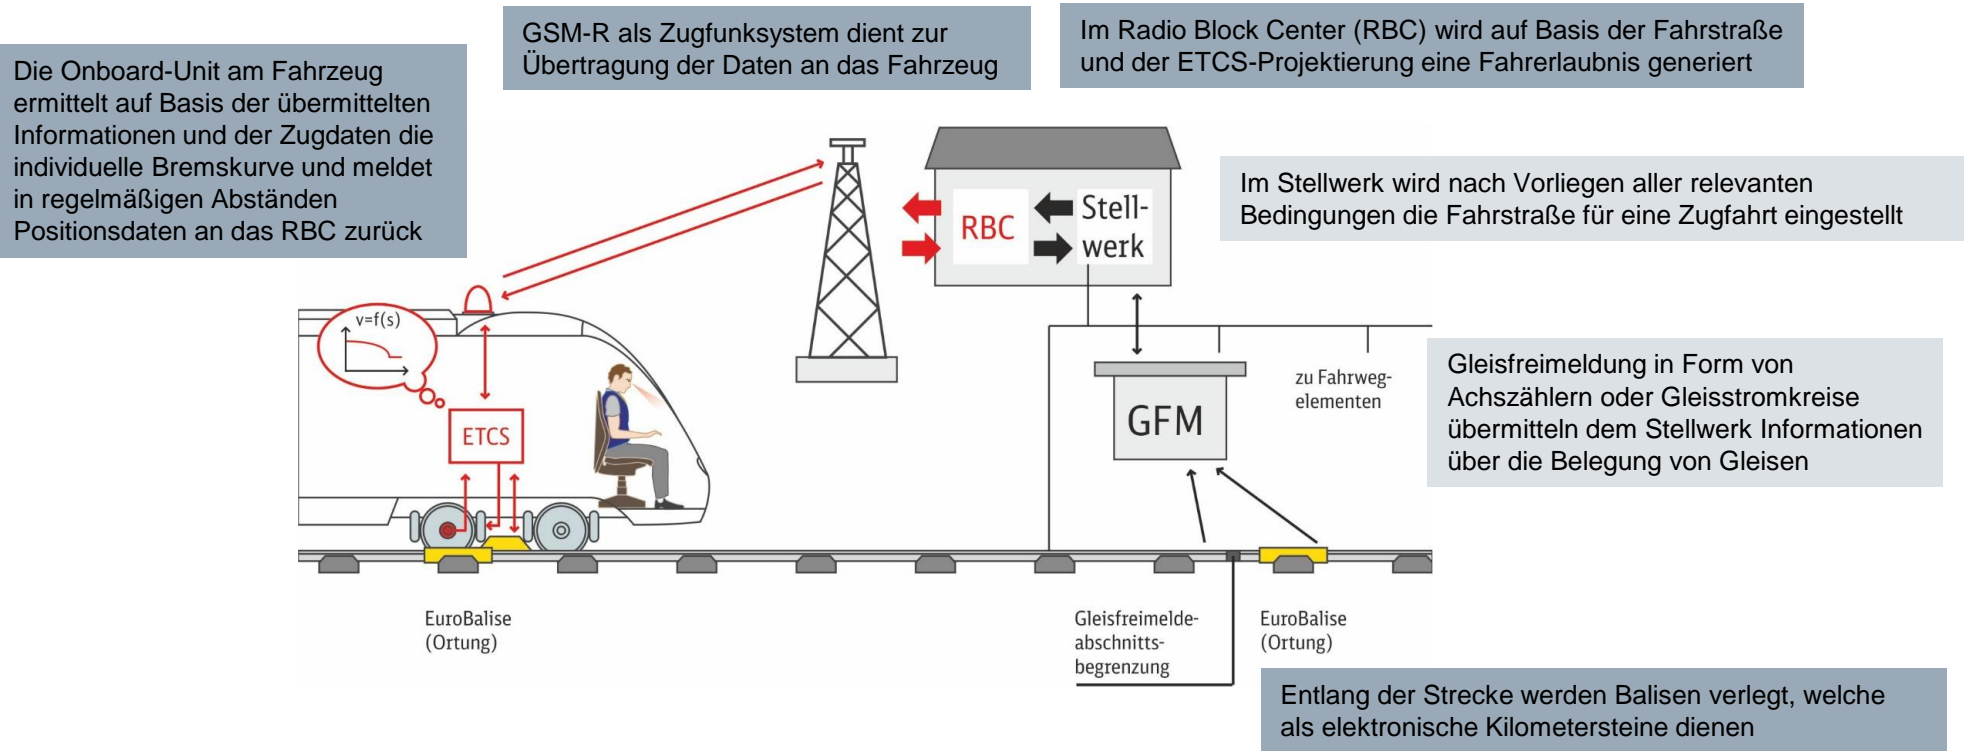 GSM-R als Zugfunksystem dient zur
Übertragung der Daten an das Fahrzeug
Im Radio Block Center (RBC) wird auf Basis der Fahrstraße
und der ETCS-Projektierung eine Fahrerlaubnis generiert
Die Onboard-Unit am Fahrzeug
ermittelt auf Basis der übermittelten
Informationen und der Zugdaten die
individuelle Bremskurve und meldet
in regelmäßigen Abständen
Positionsdaten an das RBC zurück
Im Stellwerk wird nach Vorliegen aller relevanten
Bedingungen die Fahrstraße für eine Zugfahrt eingestellt
RBC
Stell-
werk
v=f(s)
ETCS
GFM
zu Fahrweg-
elementen
Gleisfreimeldung in Form von
Achszählern oder Gleisstromkreise
übermitteln dem Stellwerk Informationen
über die Belegung von Gleisen
EuroBalise
(Ortung)
Gleisfreimelde-
abschnitts-
begrenzung
EuroBalise
(Ortung)
Entlang der Strecke werden Balisen verlegt, welche
als elektronische Kilometersteine dienen